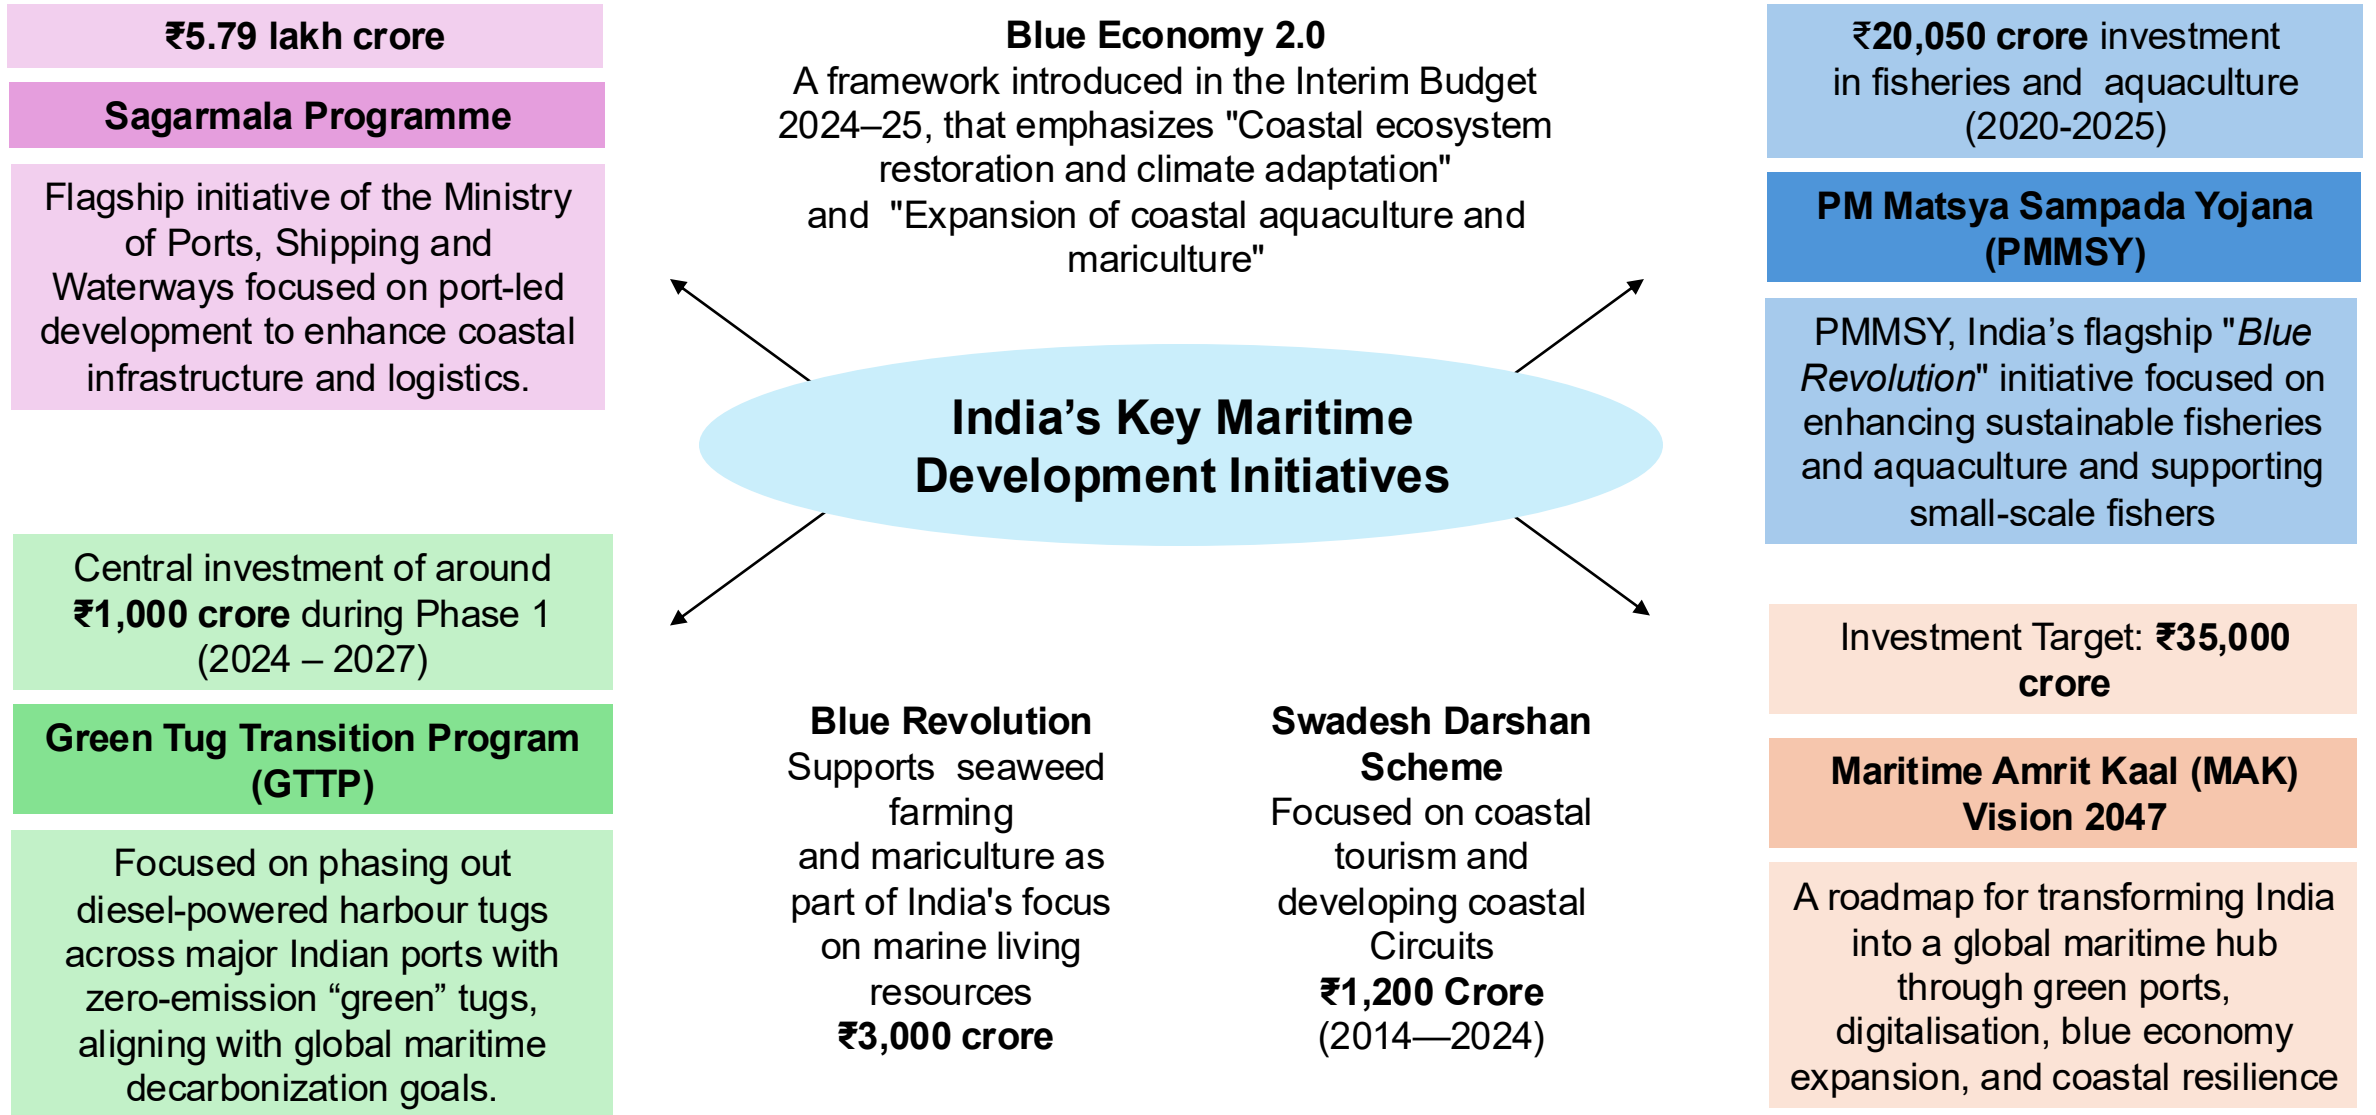 ₹5.79 lakh crore
Sagarmala Programme
Flagship initiative of the Ministry
of Ports, Shipping and
Waterways focused on port-led
development to enhance coastal
infrastructure and logistics.
Blue Economy 2.0
A framework introduced in the Interim Budget
2024–25, that emphasizes "Coastal ecosystem
restoration and climate adaptation"
and "Expansion of coastal aquaculture and
mariculture"
₹20,050 crore investment
in fisheries and aquaculture
(2020-2025)
PM Matsya Sampada Yojana
(PMMSY)
PMMSY, India’s flagship "Blue
Revolution" initiative focused on
enhancing sustainable fisheries
and aquaculture and supporting
small-scale fishers
India’s Key Maritime
Development Initiatives
Central investment of around
₹1,000 crore during Phase 1
(2024 – 2027)
Green Tug Transition Program
(GTTP)
Focused on phasing out
diesel-powered harbour tugs
across major Indian ports with
zero-emission “green” tugs,
aligning with global maritime
decarbonization goals.
Blue Revolution
Supports seaweed
farming
and mariculture as
part of India's focus
on marine living
resources
₹3,000 crore
Swadesh Darshan
Scheme
Focused on coastal
tourism and
developing coastal
Circuits
₹1,200 Crore
(2014—2024)
Investment Target: ₹35,000
crore
Maritime Amrit Kaal (MAK)
Vision 2047
A roadmap for transforming India
into a global maritime hub
through green ports,
digitalisation, blue economy
expansion, and coastal resilience